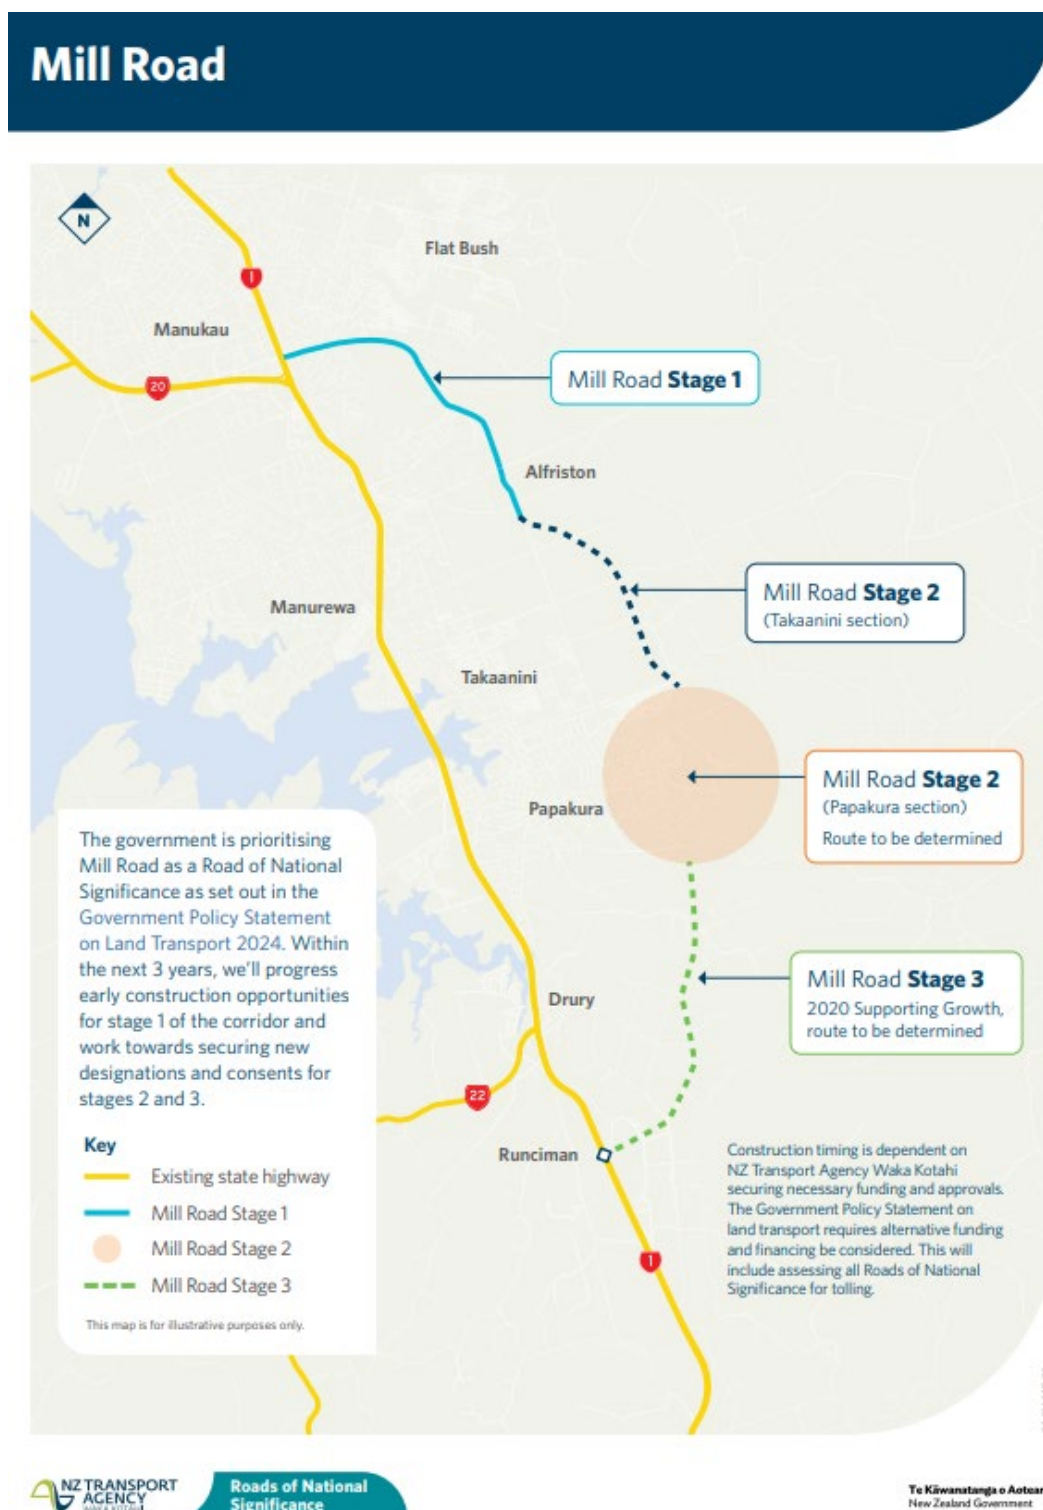 Mill Road
N
Flat Bush
1
Manukau
20
Mill Road Stage 1
Alfriston
Mill Road Stage 2
(Takaanini section)
Manurewa
Takaanini
Mill Road Stage 2
(Papakura section)
Route to be determined
Papakura
The government is prioritising
Mill Road as a Road of National
Significance as set out in the
Government Policy Statement
on Land Transport 2024. Within
the next 3 years, we'll progress
early construction opportunities
for stage 1 of the corridor and
work towards securing new
designations and consents for
stages 2 and 3.
Mill Road Stage 3
2020 Supporting Growth,
route to be determined
Drury
22
Runciman
Key
Existing state highway
Mill Road Stage 1
Mill Road Stage 2
Mill Road Stage 3
This map is for illustrative purposes only.
Construction timing is dependent on
NZ Transport Agency Waka Kotahi
securing necessary funding and approvals.
The Government Policy Statement on
land transport requires alternative funding
and financing be considered. This will
include assessing all Roads of National
Significance for tolling.
1
NZ TRANSPORT
AGENCY
WAKA KOTAHI
Roads of National
Significance
Te Kāwanatanga o Aotear
New Zealand Government